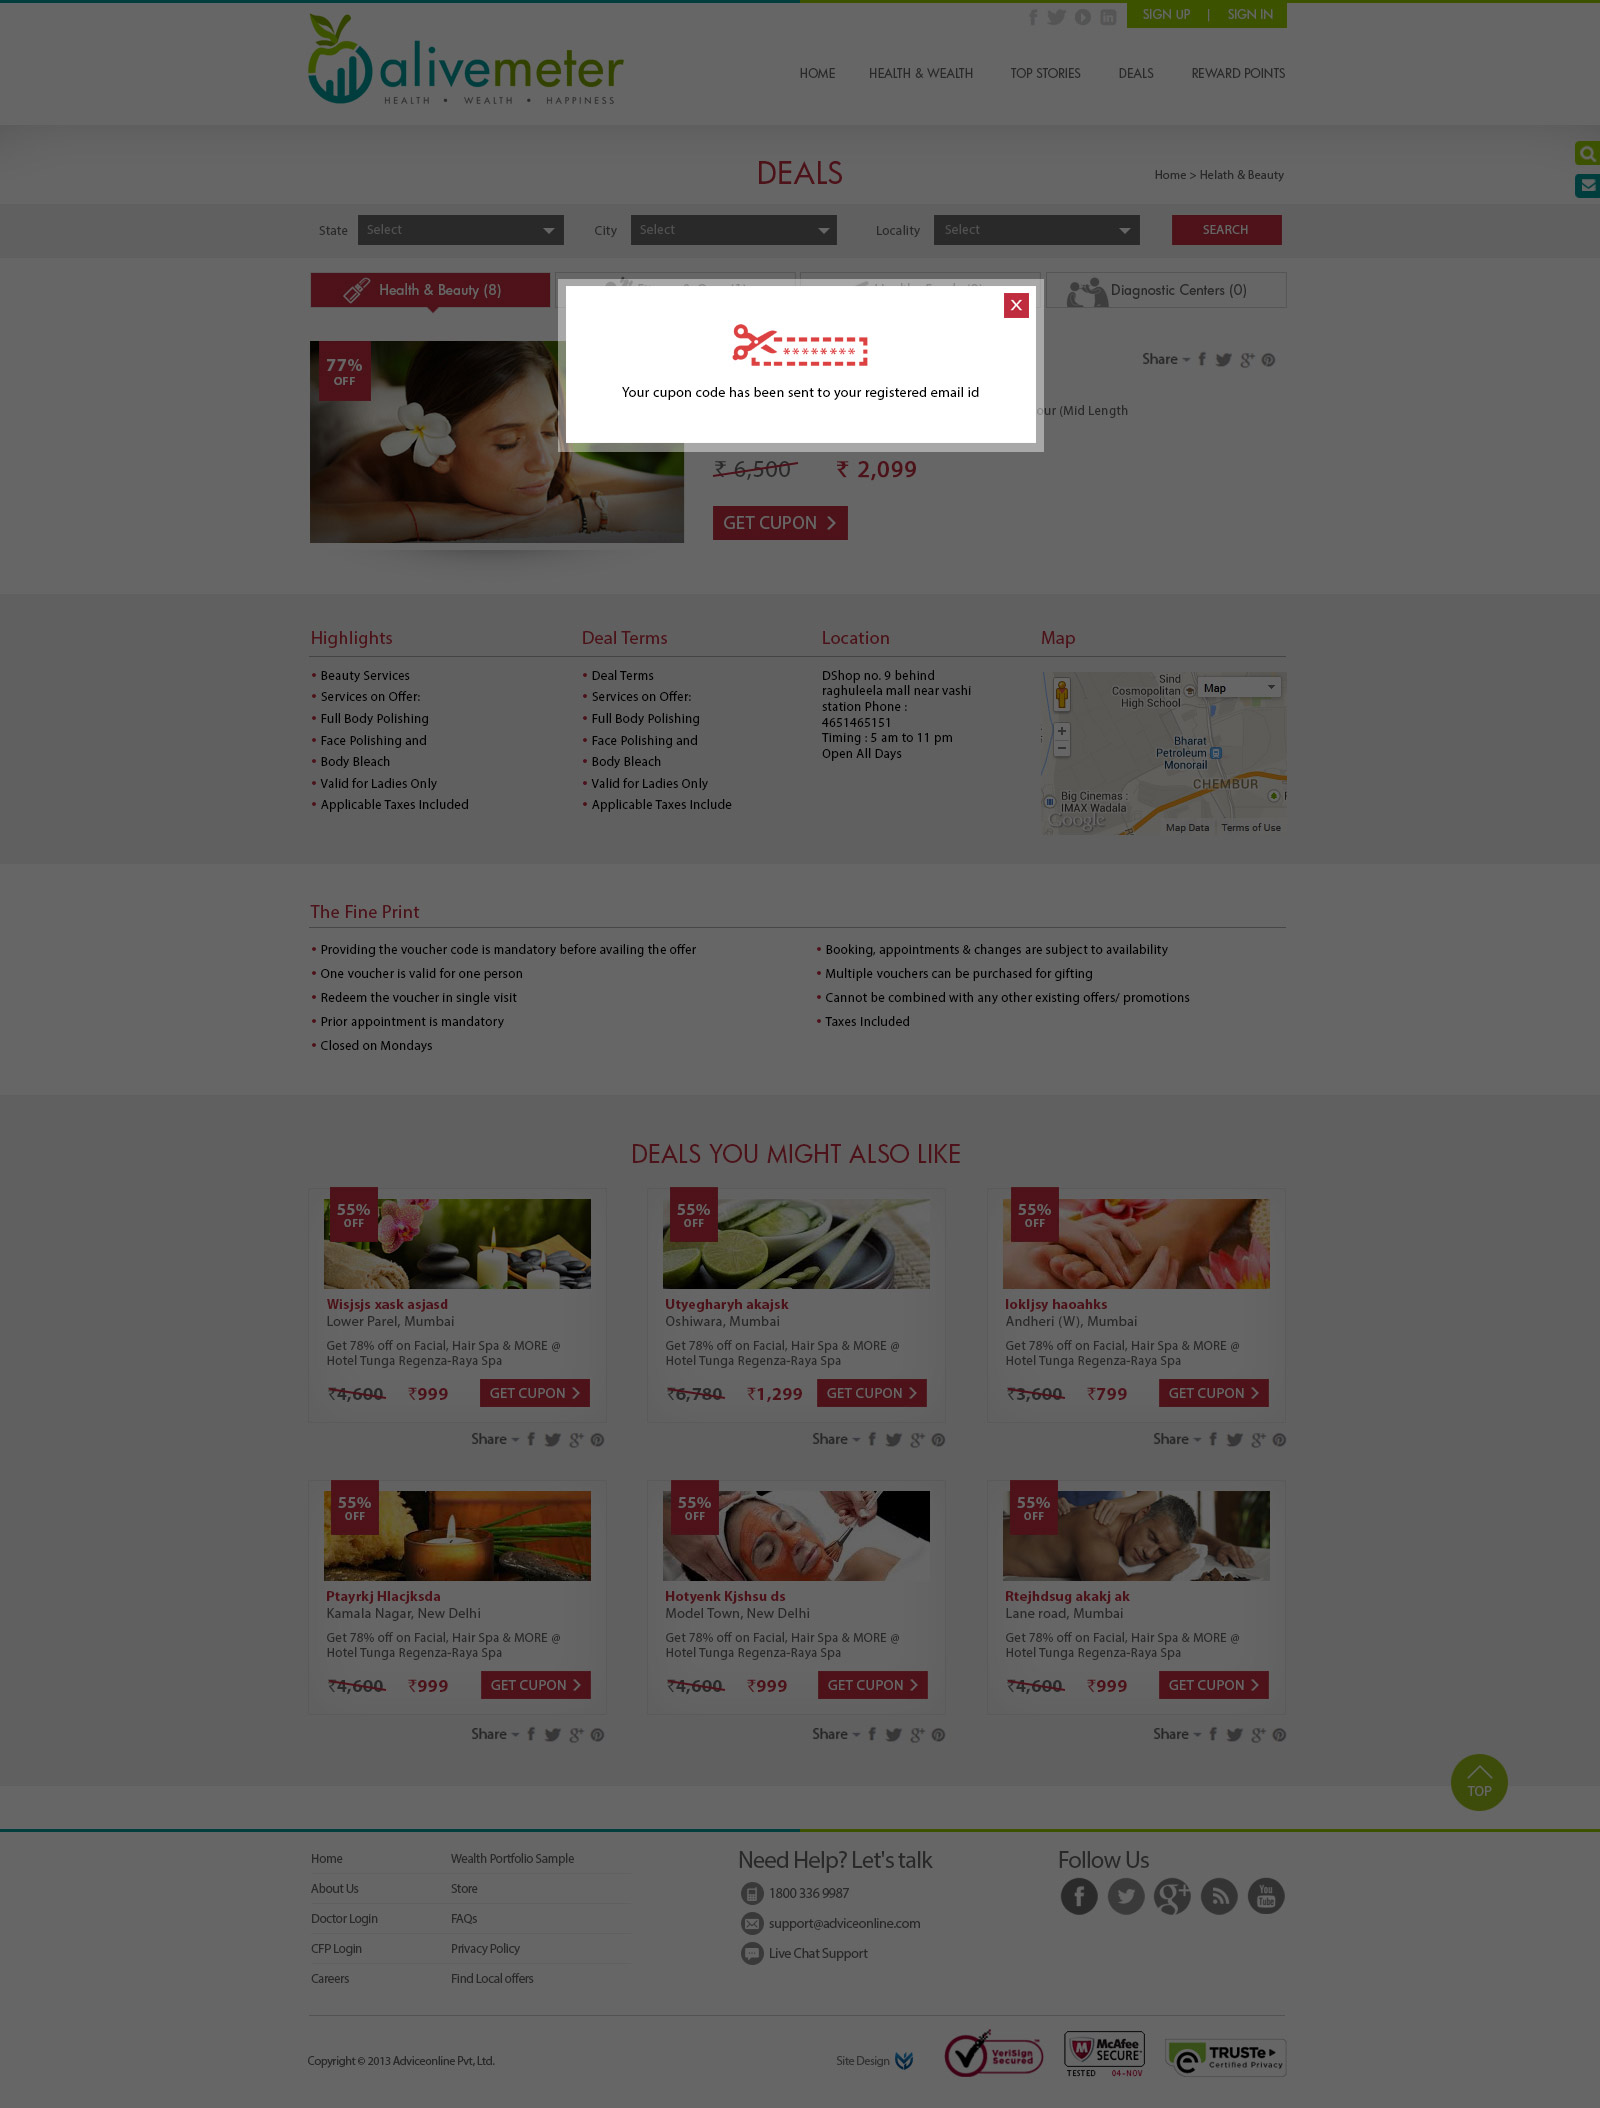 SIGN UP | SIGN IN
alivemeter
HEALTH • WEALTH • HAPPINESS
HOME HEALTH & WEALTH TOP STORIES DEALS REWARD POINTS
DEALS
Home > Helath & Beauty
State Select City Select Locality Select SEARCH
Health & Beauty (8) Diagnostic Centers (0)
X
********
Your cupon code has been sent to your registered email id
77%
OFF
Share
our (Mid Length
₹ 6,500 ₹ 2,099
GET CUPON
Highlights
• Beauty Services
• Services on Offer:
• Full Body Polishing
• Face Polishing and
• Body Bleach
• Valid for Ladies Only
• Applicable Taxes Included
Deal Terms
• Deal Terms
• Services on Offer:
• Full Body Polishing
• Face Polishing and
• Body Bleach
• Valid for Ladies Only
• Applicable Taxes Include
Location
DShop no. 9 behind
raghuleela mall near vashi
station Phone :
4651465151
Timing : 5 am to 11 pm
Open All Days
Map
Sind
Cosmopolitan
High School
Map
Bharat
Petroleum
Monorail
CHEMBUR
Big Cinemas :
IMAX Wadala
Google
Map Data Terms of Use
The Fine Print
• Providing the voucher code is mandatory before availing the offer
• One voucher is valid for one person
• Redeem the voucher in single visit
• Prior appointment is mandatory
• Closed on Mondays
• Booking, appointments & changes are subject to availability
• Multiple vouchers can be purchased for gifting
• Cannot be combined with any other existing offers/ promotions
• Taxes Included
DEALS YOU MIGHT ALSO LIKE
55%
OFF
Wisjsjs xask asjasd
Lower Parel, Mumbai
Get 78% off on Facial, Hair Spa & MORE @
Hotel Tunga Regenza-Raya Spa
₹4,600 ₹999 GET CUPON
Share
55%
OFF
Utyegharyh akajsk
Oshiwara, Mumbai
Get 78% off on Facial, Hair Spa & MORE @
Hotel Tunga Regenza-Raya Spa
₹6,780 ₹1,299 GET CUPON
Share
55%
OFF
Iokljsy haoahks
Andheri (W), Mumbai
Get 78% off on Facial, Hair Spa & MORE @
Hotel Tunga Regenza-Raya Spa
₹3,600 ₹799 GET CUPON
Share
55%
OFF
Ptayrkj Hlacjksda
Kamala Nagar, New Delhi
Get 78% off on Facial, Hair Spa & MORE @
Hotel Tunga Regenza-Raya Spa
₹4,600 ₹999 GET CUPON
Share
55%
OFF
Hotyenk Kjshsu ds
Model Town, New Delhi
Get 78% off on Facial, Hair Spa & MORE @
Hotel Tunga Regenza-Raya Spa
₹4,600 ₹999 GET CUPON
Share
55%
OFF
Rtejhdsug akakj ak
Lane road, Mumbai
Get 78% off on Facial, Hair Spa & MORE @
Hotel Tunga Regenza-Raya Spa
₹4,600 ₹999 GET CUPON
Share
TOP
Home
About Us
Doctor Login
CFP Login
Careers
Wealth Portfolio Sample
Store
FAQs
Privacy Policy
Find Local offers
Need Help? Let's talk
1800 336 9987
support@adviceonline.com
Live Chat Support
Follow Us
You
Tube
Copyright © 2013 Adviceonline Pvt, Ltd.
Site Design
VeriSign
Secured
McAfee
SECURE
TESTED 04-NOV
TRUSTe
Certified Privacy